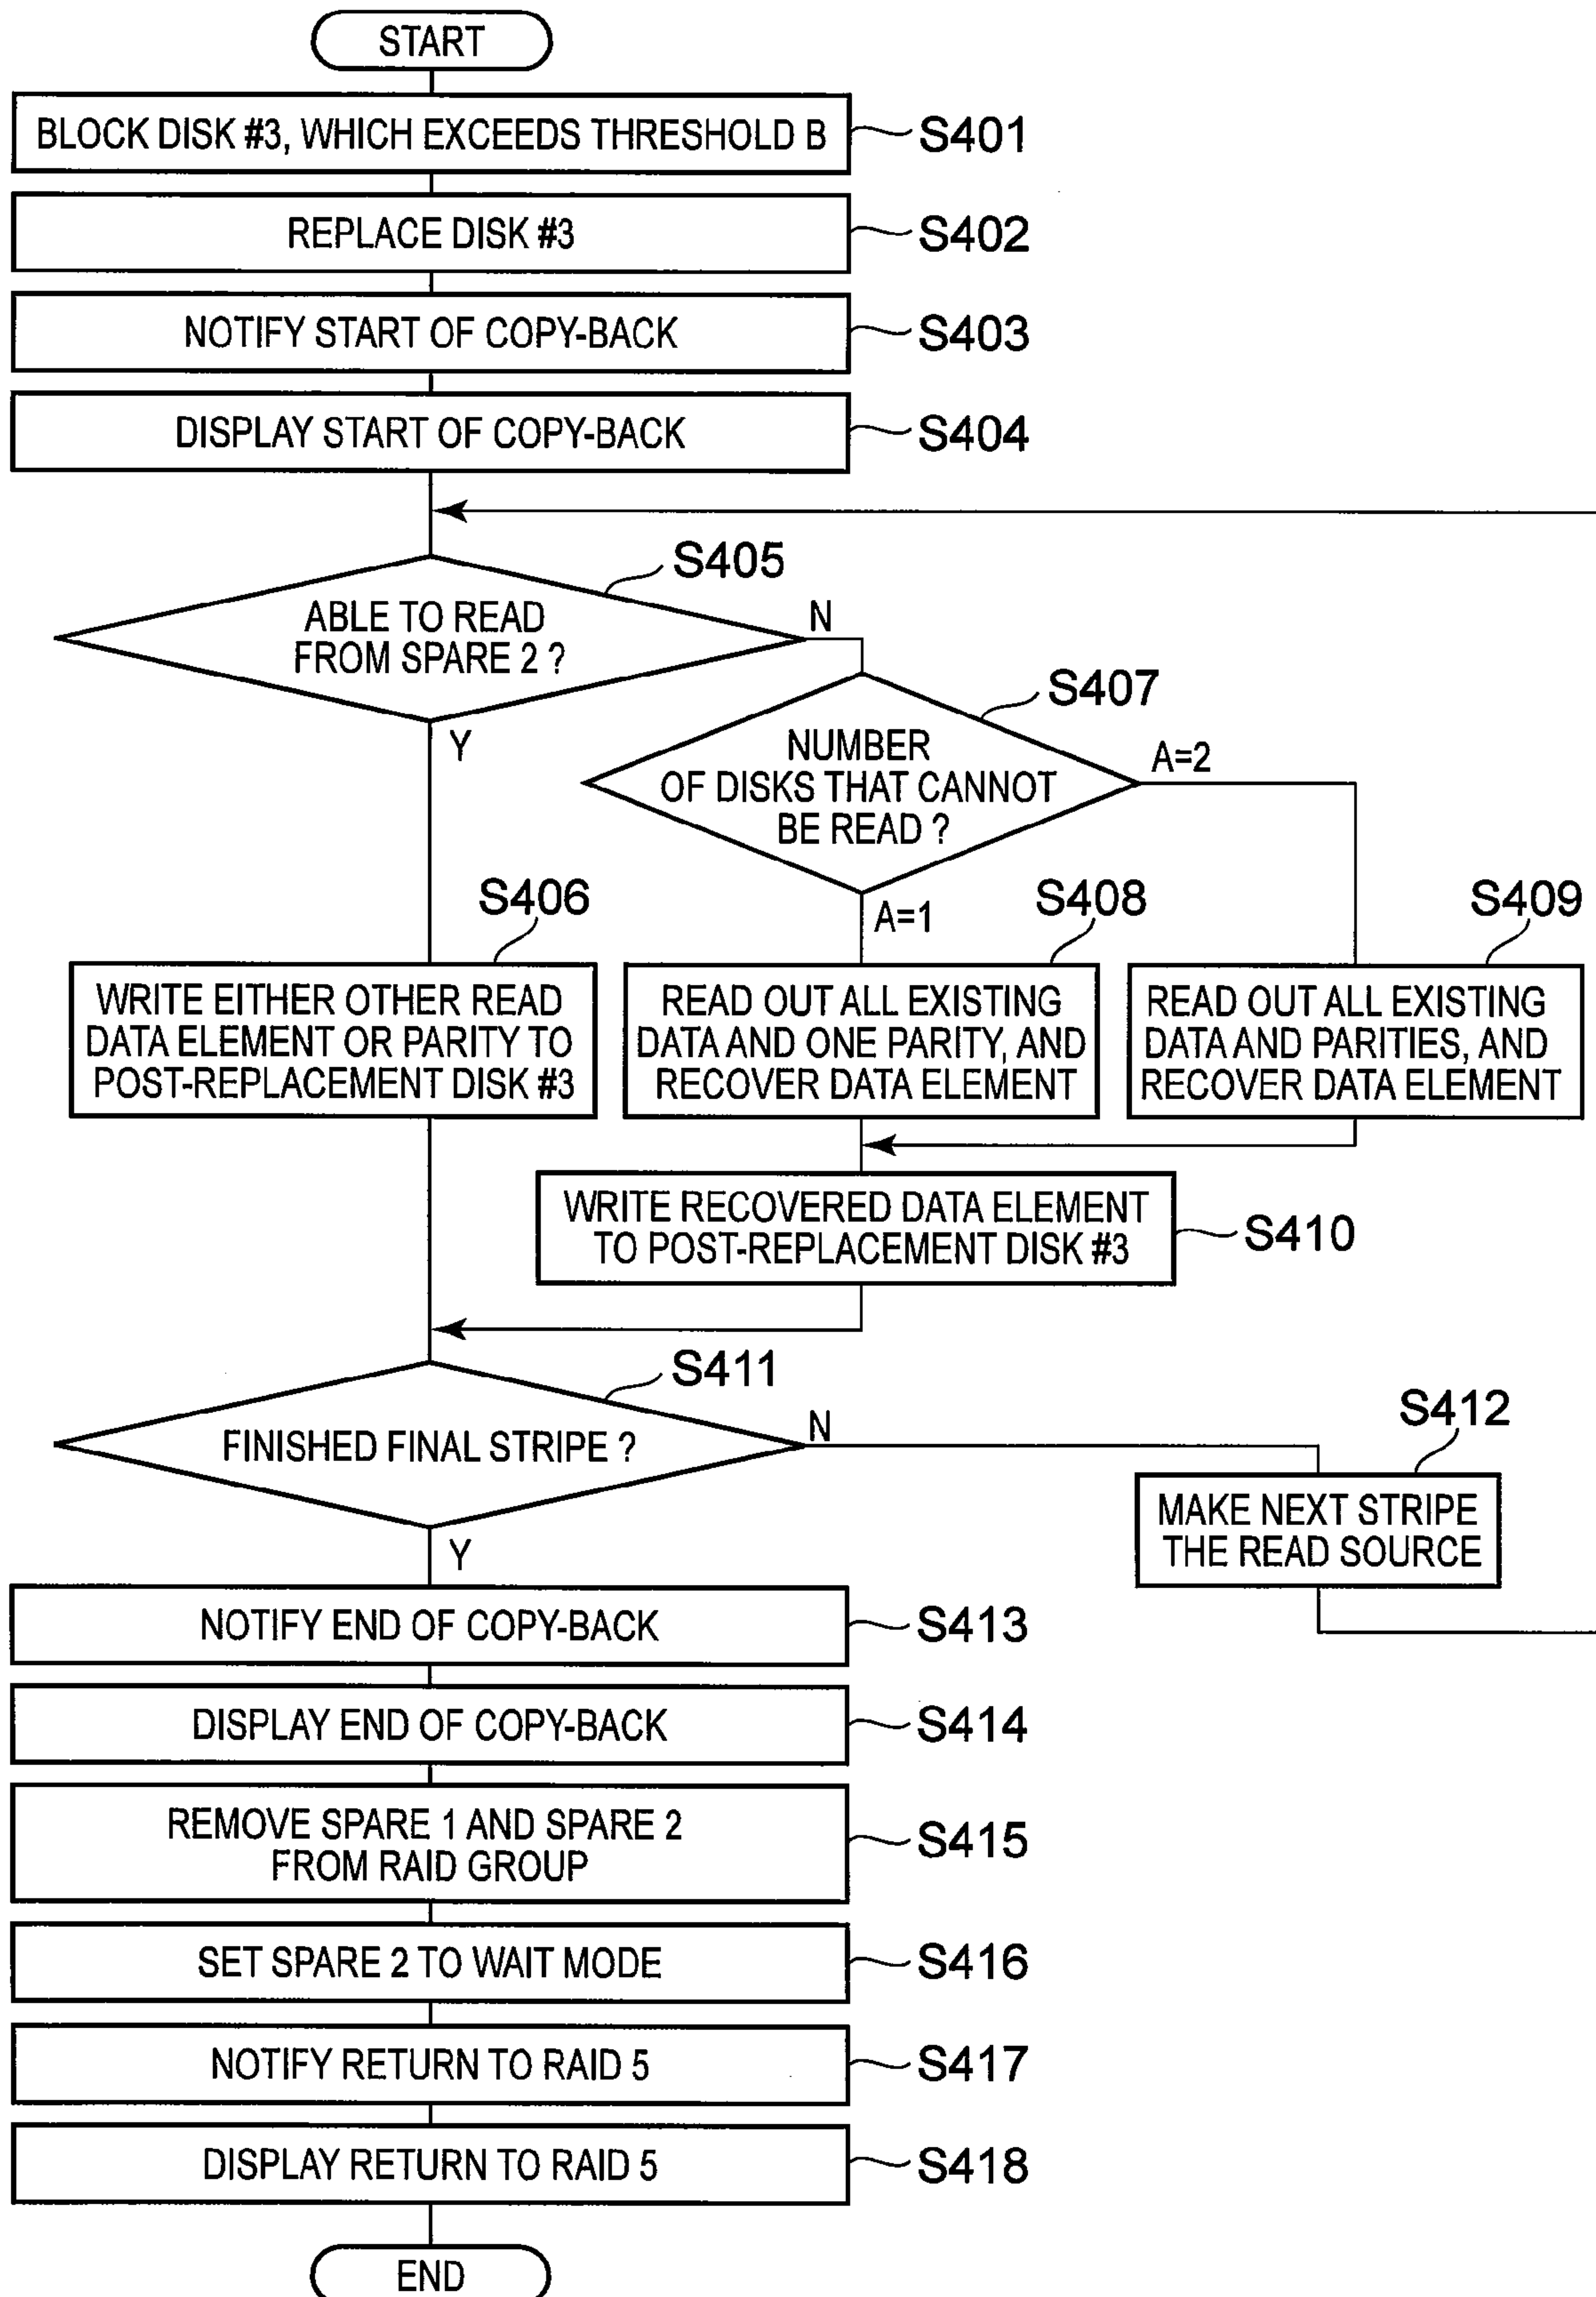 START
BLOCK DISK #3, WHICH EXCEEDS THRESHOLD B
S401
REPLACE DISK #3
S402
NOTIFY START OF COPY-BACK
S403
DISPLAY START OF COPY-BACK
S404
S405
ABLE TO READ
FROM SPARE 2 ?
N
Y
S407
NUMBER
OF DISKS THAT CANNOT
BE READ ?
A=2
A=1
S406
WRITE EITHER OTHER READ
DATA ELEMENT OR PARITY TO
POST-REPLACEMENT DISK #3
S408
READ OUT ALL EXISTING
DATA AND ONE PARITY, AND
RECOVER DATA ELEMENT
S409
READ OUT ALL EXISTING
DATA AND PARITIES, AND
RECOVER DATA ELEMENT
WRITE RECOVERED DATA ELEMENT
TO POST-REPLACEMENT DISK #3
S410
S411
FINISHED FINAL STRIPE ?
N
Y
S412
MAKE NEXT STRIPE
THE READ SOURCE
NOTIFY END OF COPY-BACK
S413
DISPLAY END OF COPY-BACK
S414
REMOVE SPARE 1 AND SPARE 2
FROM RAID GROUP
S415
SET SPARE 2 TO WAIT MODE
S416
NOTIFY RETURN TO RAID 5
S417
DISPLAY RETURN TO RAID 5
S418
END